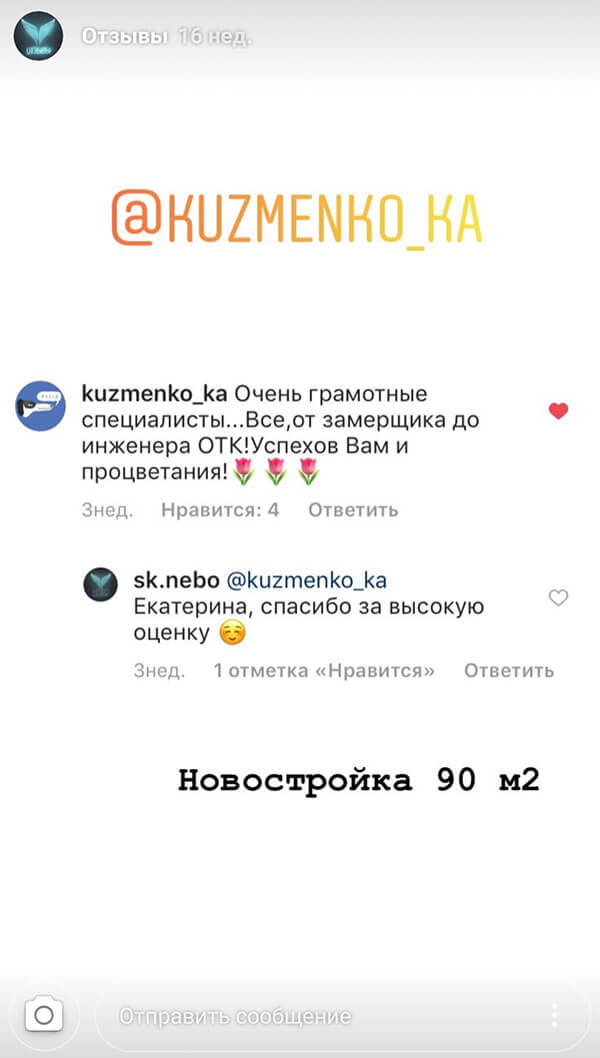 Отзывы 16 нед.
@KUZMENKO_KA
kuzmenko_ka Очень грамотные
специалисты...Все,от замерщика до
инженера ОТК!Успехов Вам и
процветания!🌷🌷🌷
3нед. Нравится: 4 Ответить
sk.nebo @kuzmenko_ka
Екатерина, спасибо за высокую
оценку ☺️
3нед. 1 отметка «Нравится» Ответить
Новостройка 90 м2
Отправить сообщение